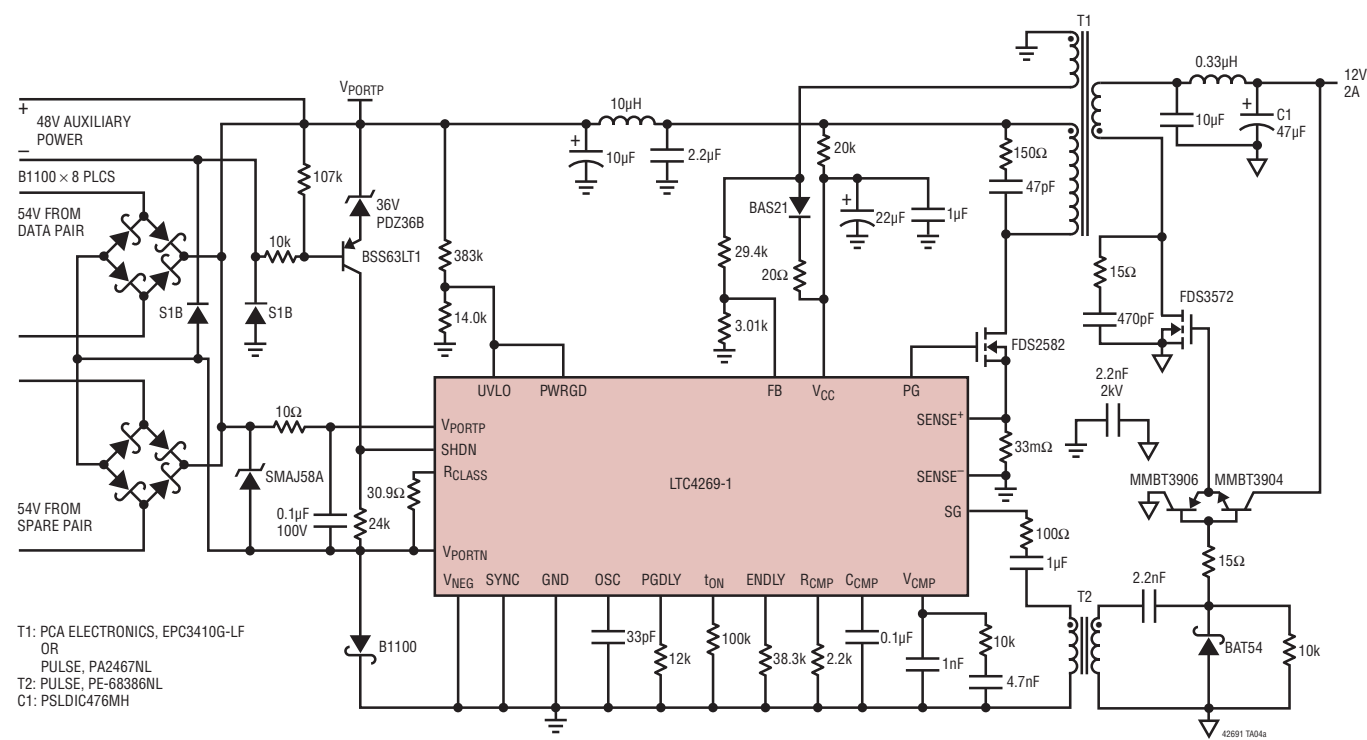 T1
V_PORTP
+
48V AUXILIARY
POWER
–
B1100 × 8 PLCS
54V FROM
DATA PAIR
54V FROM
SPARE PAIR
S1B
S1B
10k
107k
36V
PDZ36B
BSS63LT1
383k
14.0k
10µH
+
10µF
2.2µF
29.4k
3.01k
BAS21
20Ω
20k
+
22µF
1µF
150Ω
47pF
0.33µH
12V
2A
10µF
+
C1
47µF
15Ω
470pF
FDS3572
FDS2582
2.2nF
2kV
MMBT3906
MMBT3904
15Ω
33mΩ
10Ω
SMAJ58A
0.1µF
100V
30.9Ω
24k
UVLO
PWRGD
FB
V_CC
PG
V_PORTP
SHDN
R_CLASS
V_PORTN
SENSE⁺
SENSE⁻
SG
LTC4269-1
V_NEG
SYNC
GND
OSC
PGDLY
t_ON
ENDLY
R_CMP
C_CMP
V_CMP
100Ω
1µF
T2
2.2nF
BAT54
10k
B1100
33pF
12k
100k
38.3k
2.2k
0.1µF
1nF
10k
4.7nF
T1: PCA ELECTRONICS, EPC3410G-LF
OR
PULSE, PA2467NL
T2: PULSE, PE-68386NL
C1: PSLDIC476MH
42691 TA04a